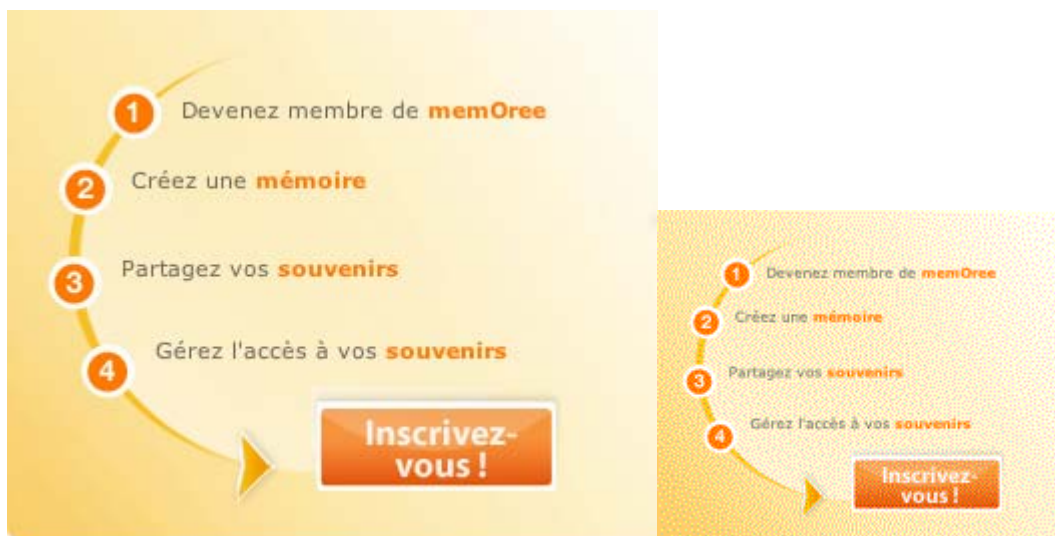 1 Devenez membre de memOree
2 Créez une mémoire
3 Partagez vos souvenirs
4 Gérez l'accès à vos souvenirs
Inscrivez-
vous !
1 Devenez membre de memOree
2 Créez une mémoire
3 Partagez vos souvenirs
4 Gérez l'accès à vos souvenirs
Inscrivez-
vous !